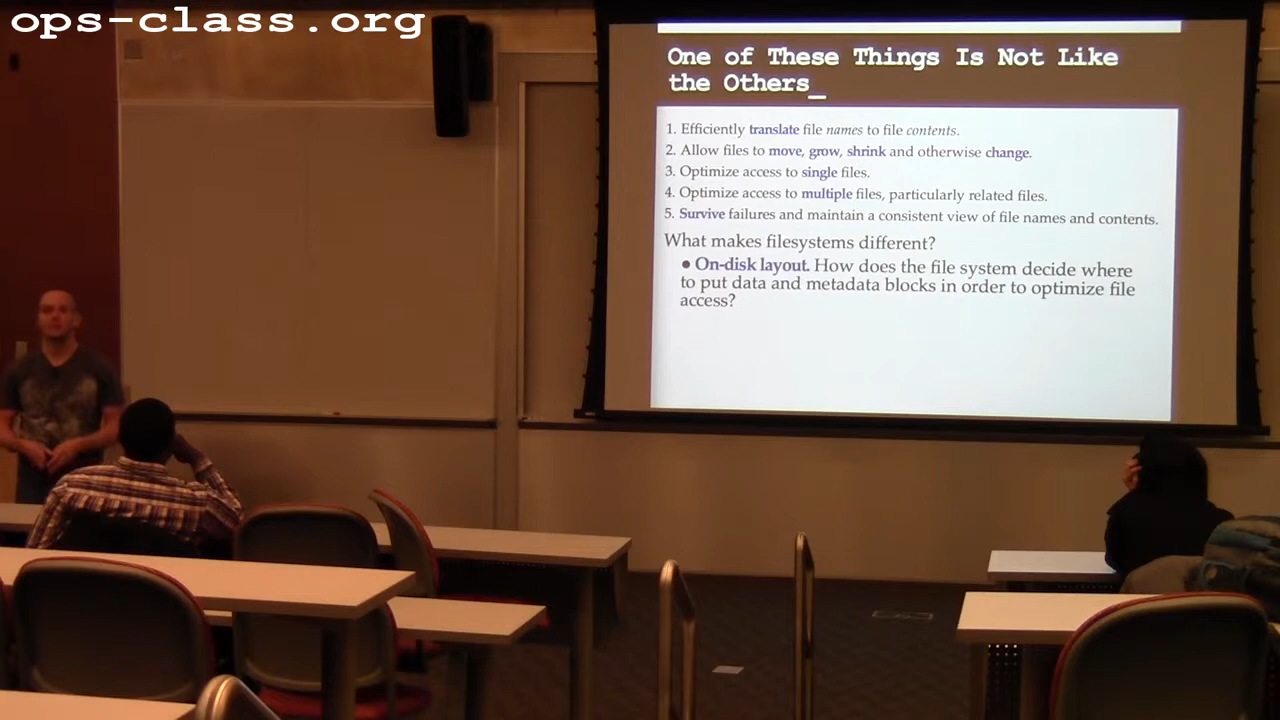 ops-class.org
One of These Things Is Not Like
the Others_
1. Efficiently translate file names to file contents.
2. Allow files to move, grow, shrink and otherwise change.
3. Optimize access to single files.
4. Optimize access to multiple files, particularly related files.
5. Survive failures and maintain a consistent view of file names and contents.
What makes filesystems different?
● On-disk layout. How does the file system decide where
to put data and metadata blocks in order to optimize file
access?